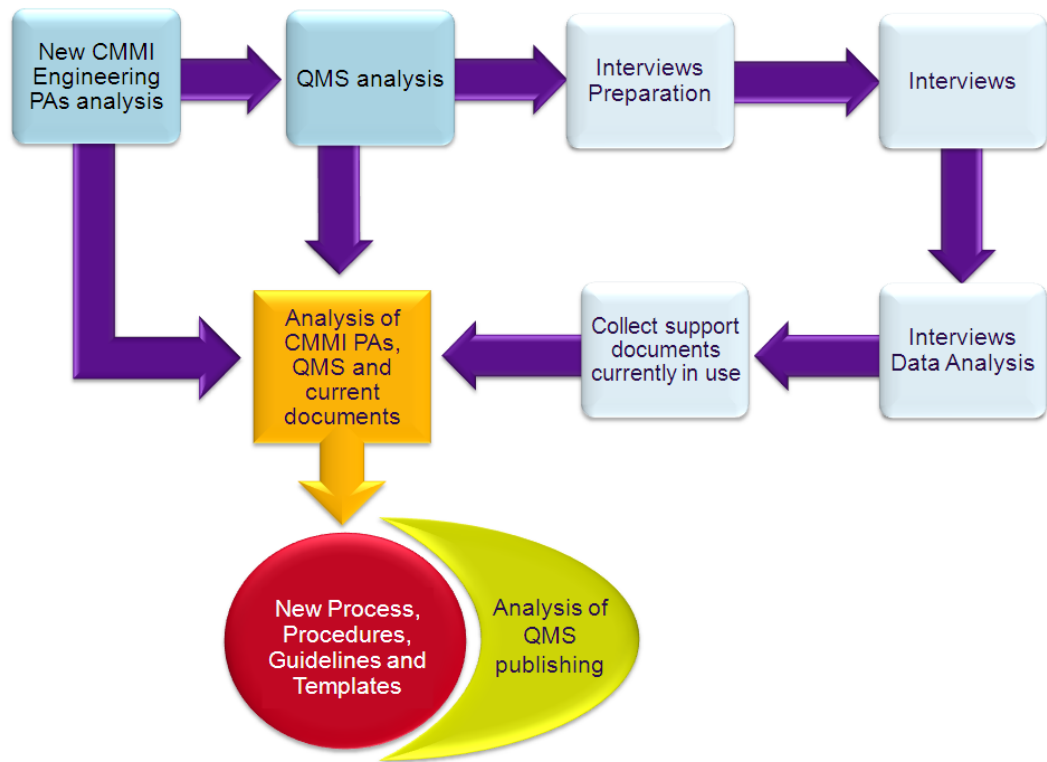 New CMMI
Engineering
PAs analysis
QMS analysis
Interviews
Preparation
Interviews
Analysis of
CMMI PAs,
QMS and
current
documents
Collect support
documents
currently in use
Interviews
Data Analysis
New Process,
Procedures,
Guidelines and
Templates
Analysis of
QMS
publishing